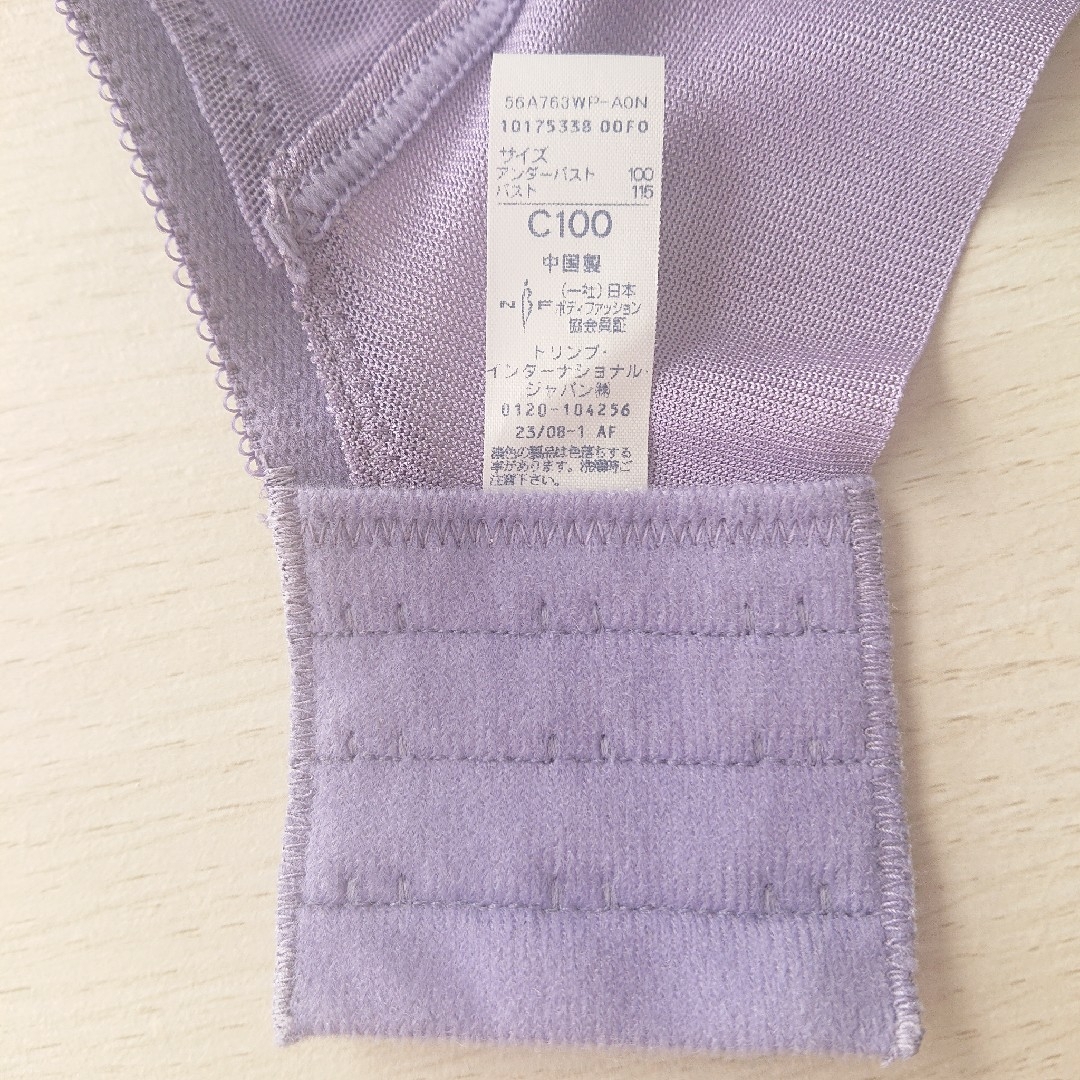 56A763WP-A0N
10175338 00F0
サイズ
アンダーバスト 100
バスト 115
C100
中国製
NBF (一社)日本
ボディファッション
協会員証
トリンプ・
インターナショナル・
ジャパン㈱
0120-104256
23/08-1 AF
濃色の製品は色落ちする
事があります。洗濯時ご
注意下さい。